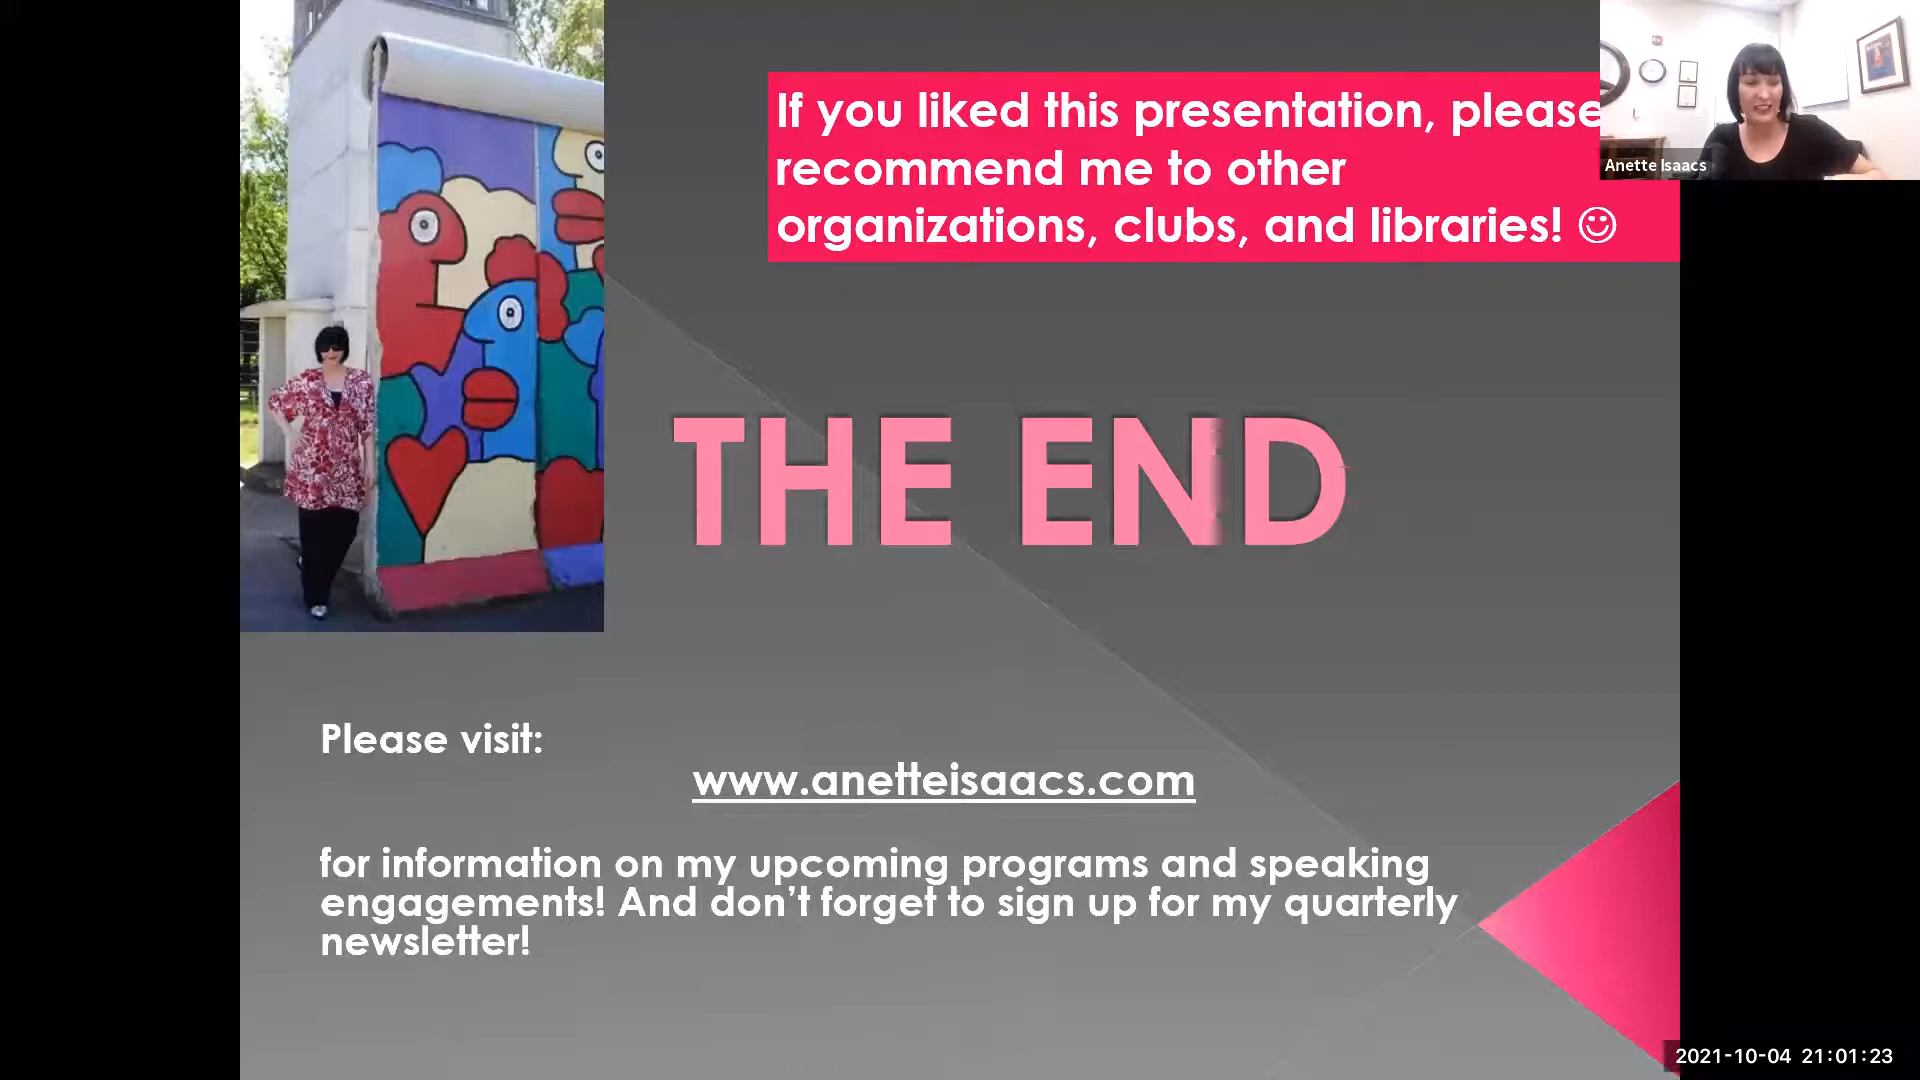 If you liked this presentation, please
recommend me to other
organizations, clubs, and libraries! ☺
Anette Isaacs
THE END
Please visit:
www.anetteisaacs.com
for information on my upcoming programs and speaking
engagements! And don’t forget to sign up for my quarterly
newsletter!
2021-10-04 21:01:23